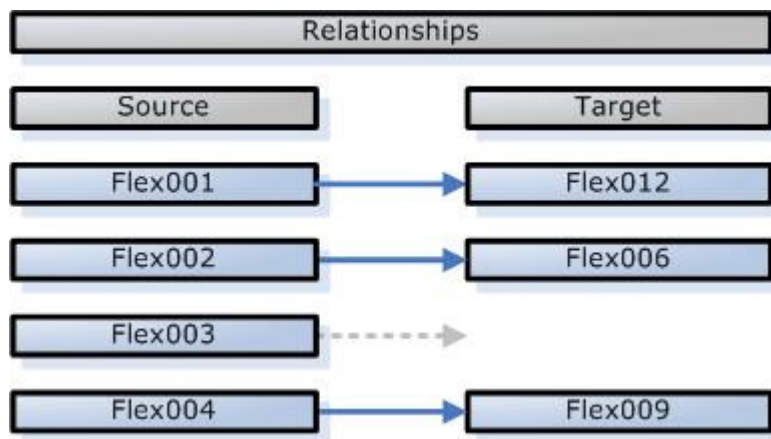 Relationships
Source Target
Flex001 Flex012
Flex002 Flex006
Flex003
Flex004 Flex009